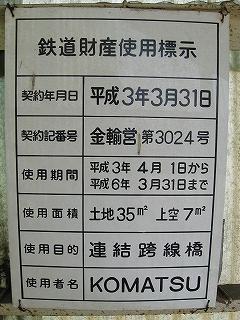 鉄道財産使用標示
契約年月日 平成3年3月31日
契約記番号 金輸営 第3024号
使用期間 平成3年 4月 1日から
平成6年 3月31日まで
使用面積 土地35m² 上空7m²
使用目的 連結跨線橋
使用者名 KOMATSU